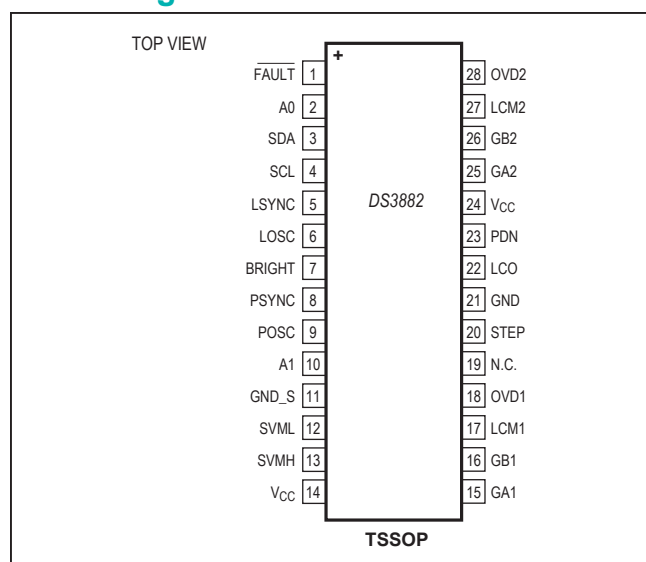 TOP VIEW
+
FAULT 1
A0 2
SDA 3
SCL 4
LSYNC 5
LOSC 6
BRIGHT 7
PSYNC 8
POSC 9
A1 10
GND_S 11
SVML 12
SVMH 13
VCC 14
DS3882
28 OVD2
27 LCM2
26 GB2
25 GA2
24 VCC
23 PDN
22 LCO
21 GND
20 STEP
19 N.C.
18 OVD1
17 LCM1
16 GB1
15 GA1
TSSOP